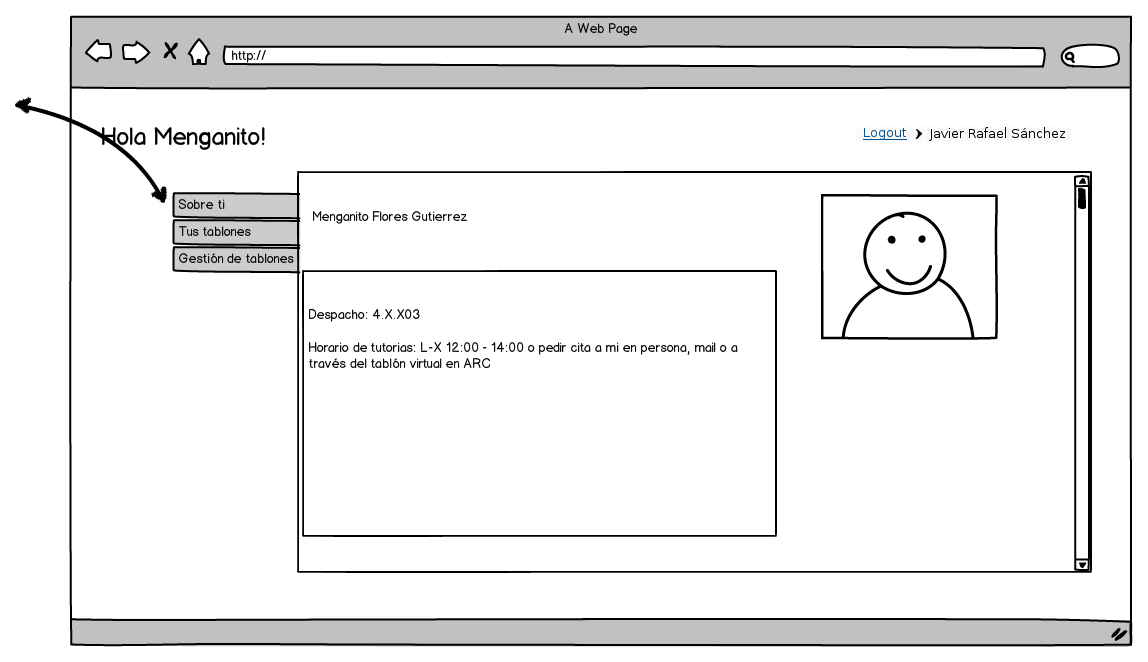 A Web Page
http://
Hola Menganito!
Logout
Javier Rafael Sánchez
Sobre ti
Tus tablones
Gestión de tablones
Menganito Flores Gutierrez
Despacho: 4.X.X03
Horario de tutorias: L-X 12:00 - 14:00 o pedir cita a mi en persona, mail o a
través del tablón virtual en ARC